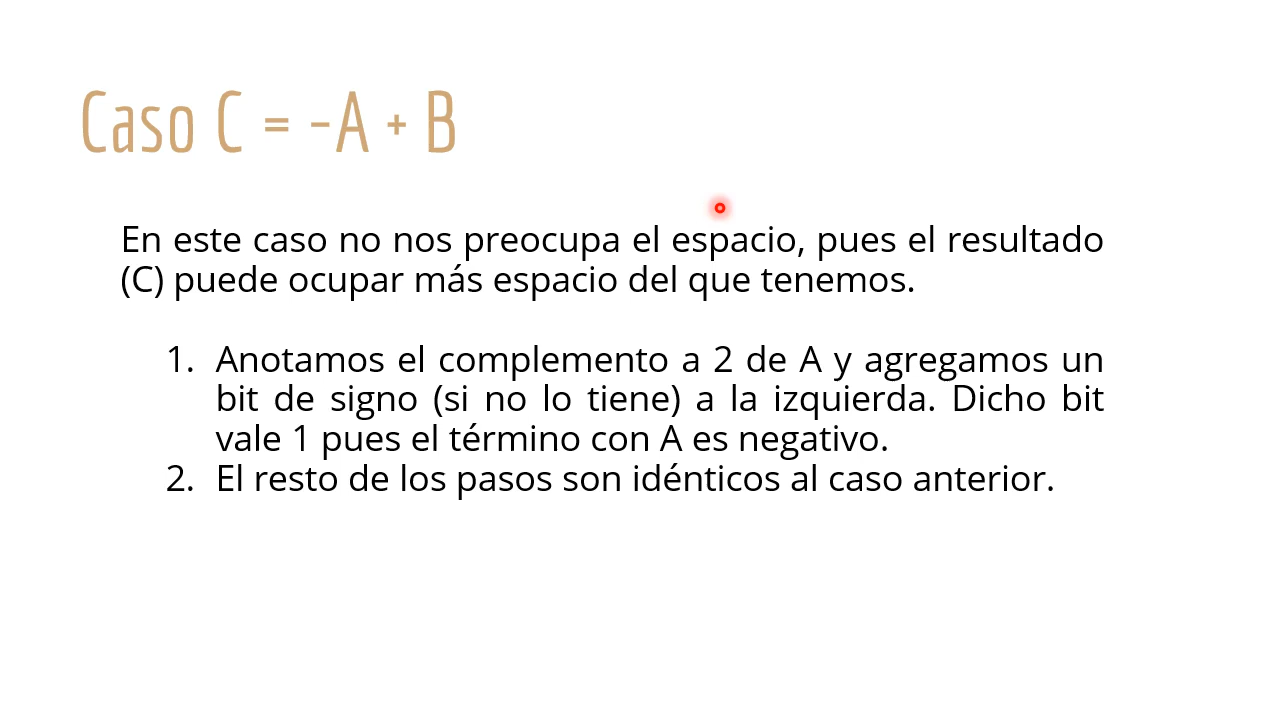 Caso C = -A + B
En este caso no nos preocupa el espacio, pues el resultado
(C) puede ocupar más espacio del que tenemos.
1. Anotamos el complemento a 2 de A y agregamos un
bit de signo (si no lo tiene) a la izquierda. Dicho bit
vale 1 pues el término con A es negativo.
2. El resto de los pasos son idénticos al caso anterior.